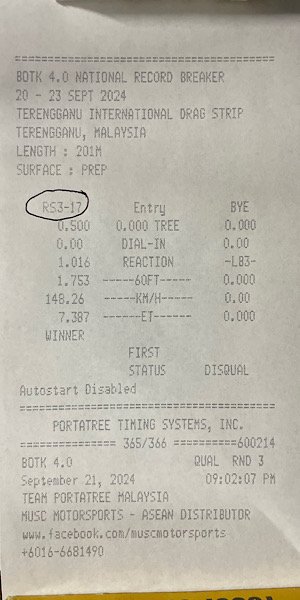 ========================================
BOTK 4.0 NATIONAL RECORD BREAKER
20 - 23 SEPT 2024
TERENGGANU INTERNATIONAL DRAG STRIP
TERENGGANU, MALAYSIA
LENGTH : 201M
SURFACE : PREP
RS3-17 Entry BYE
0.500 0.000 TREE 0.000
0.00 DIAL-IN 0.00
1.016 REACTION ~LB3~
1.753 -----60FT----- 0.000
148.26 -----KM/H----- 0.00
7.387 ------ET------ 0.000
WINNER
FIRST
STATUS DISQUAL
Autostart Disabled
========================================
PORTATREE TIMING SYSTEMS, INC.
=============== 365/366 ==========600214
BOTK 4.0 QUAL RND 3
September 21, 2024 09:02:07 PM
TEAM PORTATREE MALAYSIA
MUSC MOTORSPORTS - ASEAN DISTRIBUTOR
www.facebook.com/muscmotorsports
+6016-6681490